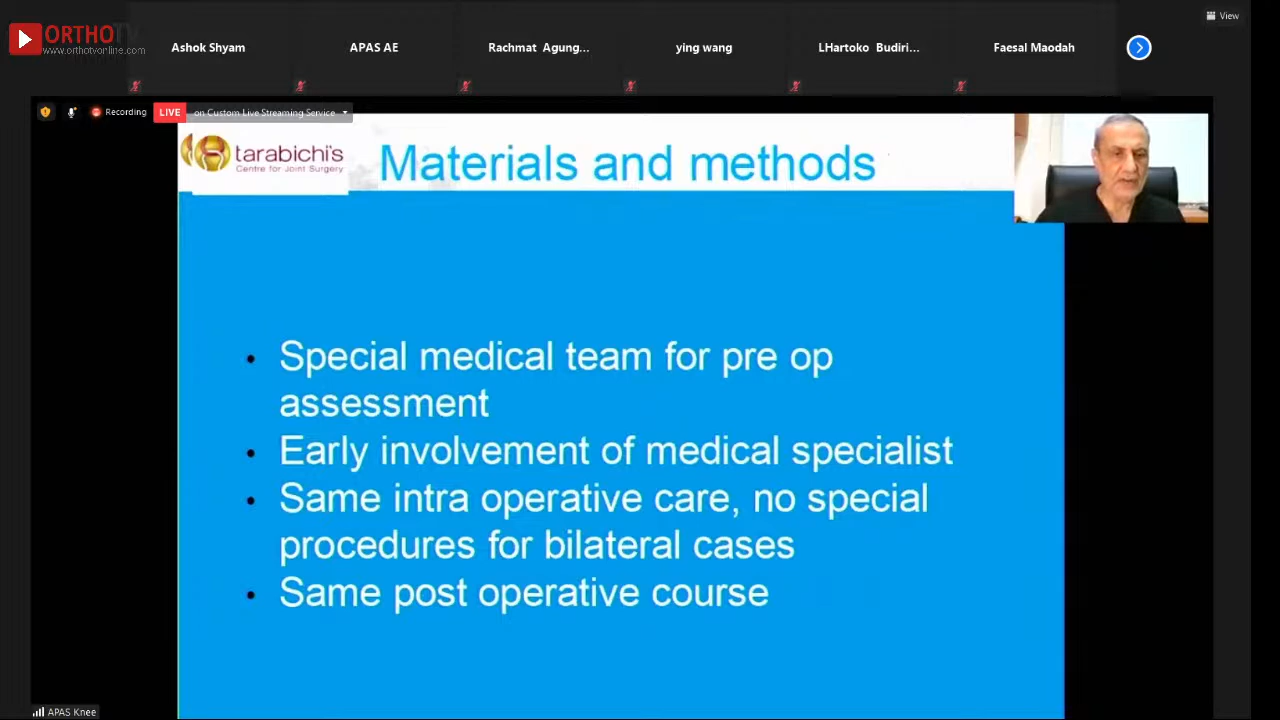 ORTHOTV
www.orthotvonline.com
View
Ashok Shyam
APAS AE
Rachmat Agung...
ying wang
LHartoko Budiri...
Faesal Maodah
Recording
LIVE
on Custom Live Streaming Service
tarabichi's
Centre for Joint Surgery
Materials and methods
• Special medical team for pre op
assessment
• Early involvement of medical specialist
• Same intra operative care, no special
procedures for bilateral cases
• Same post operative course
APAS Knee